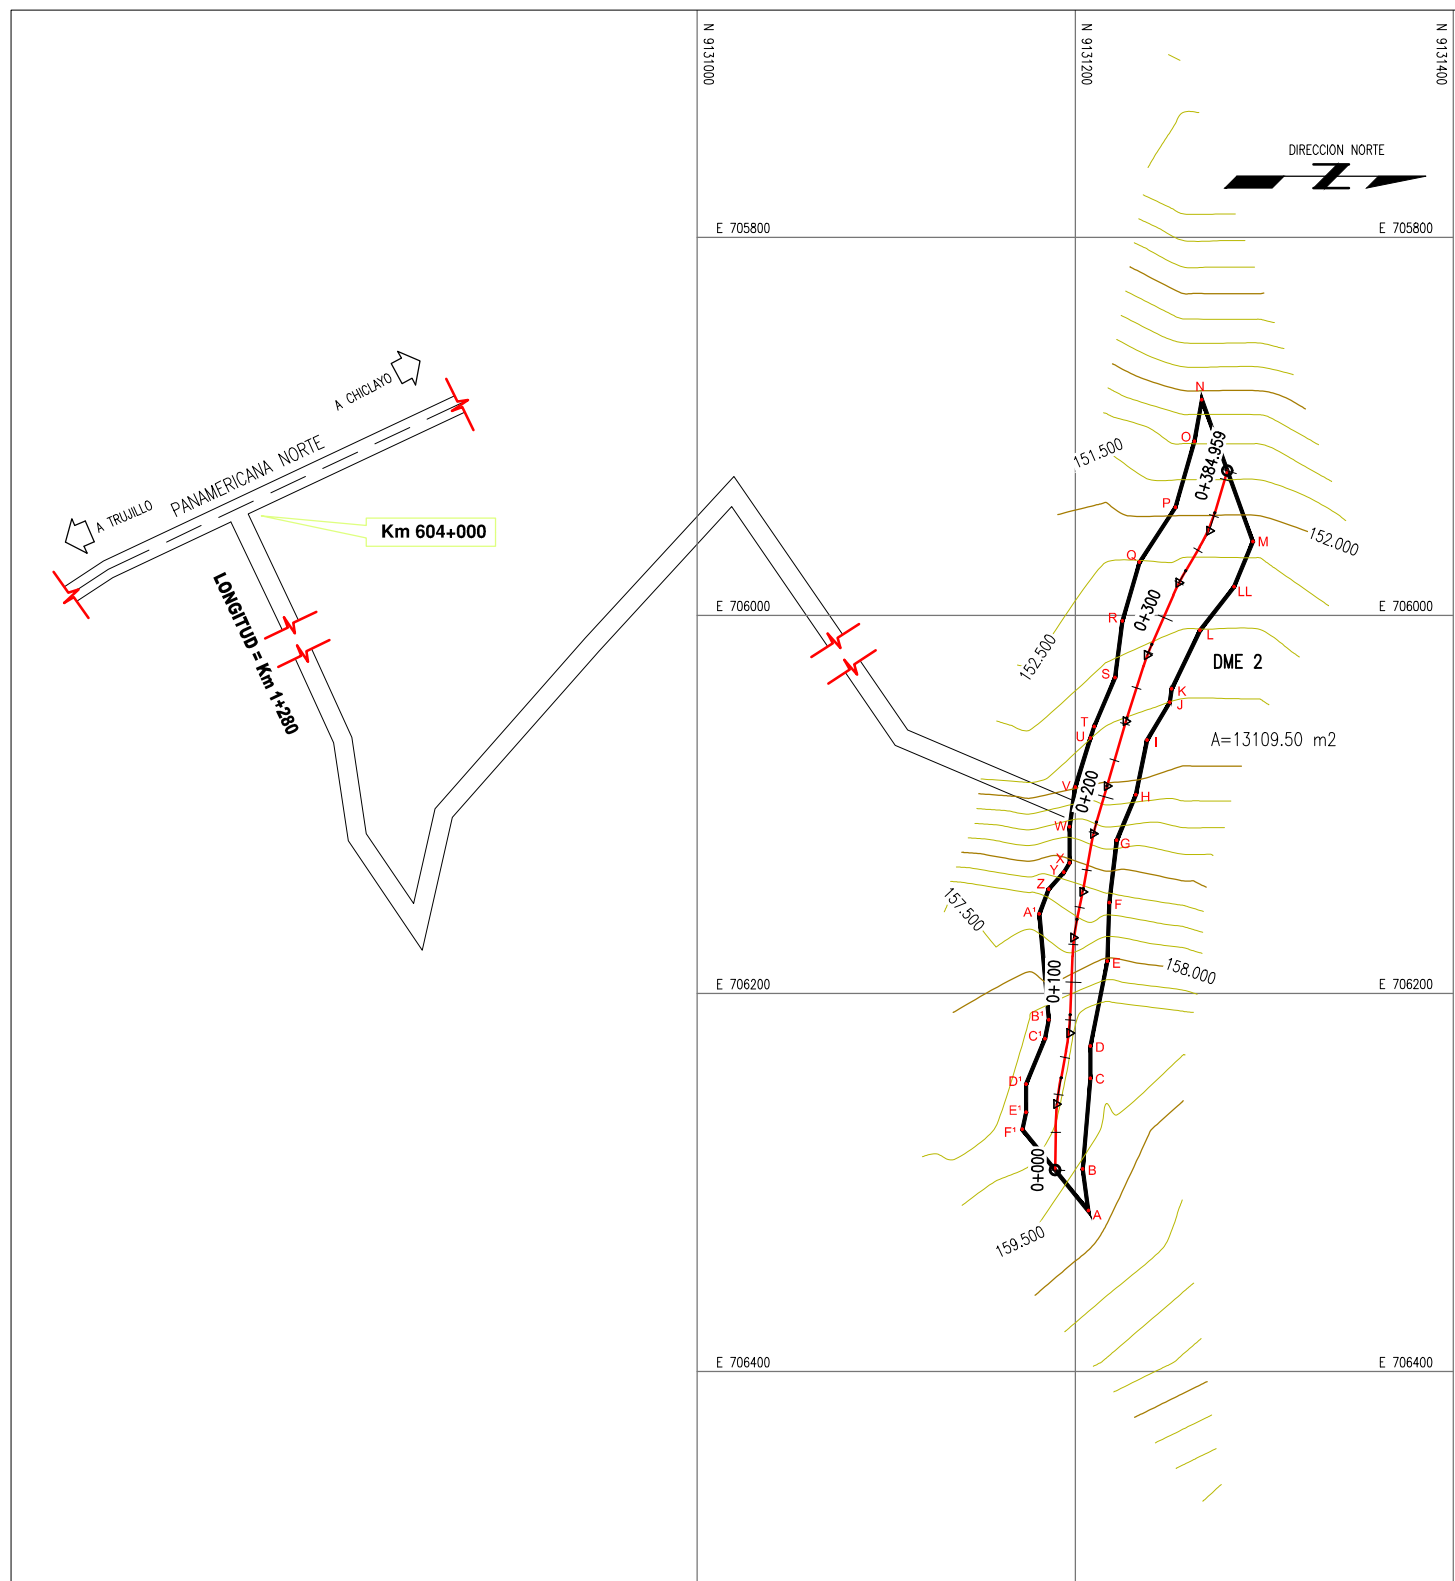 N 9131000
N 9131200
N 9131400
DIRECCION NORTE
N
E 705800
E 705800
A CHICLAYO
PANAMERICANA NORTE
A TRUJILLO
Km 604+000
LONGITUD = Km 1+280
N
O
0+384.959
151.500
P
M
152.000
Q
LL
E 706000
E 706000
0+300
R
L
152.500
DME 2
S
K
J
T
U
I
A=13109.50 m2
V
0+200
H
W
G
X
Y
Z
157.500
F
A'
E
158.000
0+100
E 706200
E 706200
B'
C'
D
C
D'
E'
F'
0+000
B
A
159.500
E 706400
E 706400